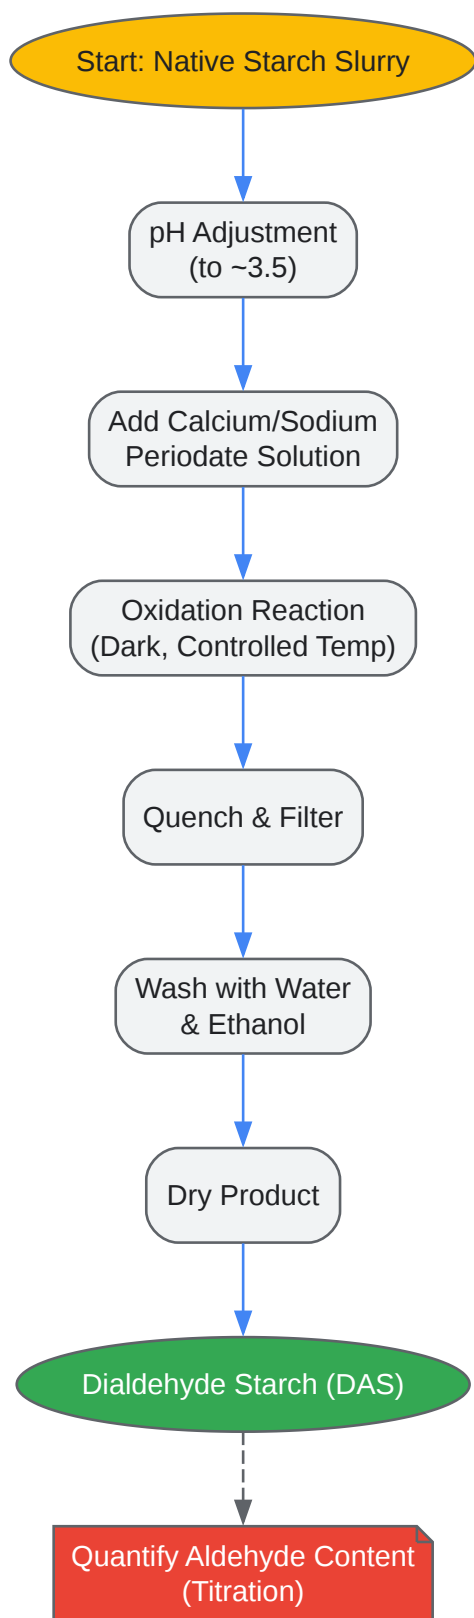 Start: Native Starch Slurry
pH Adjustment
(to ~3.5)
Add Calcium/Sodium
Periodate Solution
Oxidation Reaction
(Dark, Controlled Temp)
Quench & Filter
Wash with Water
& Ethanol
Dry Product
Dialdehyde Starch (DAS)
Quantify Aldehyde Content
(Titration)